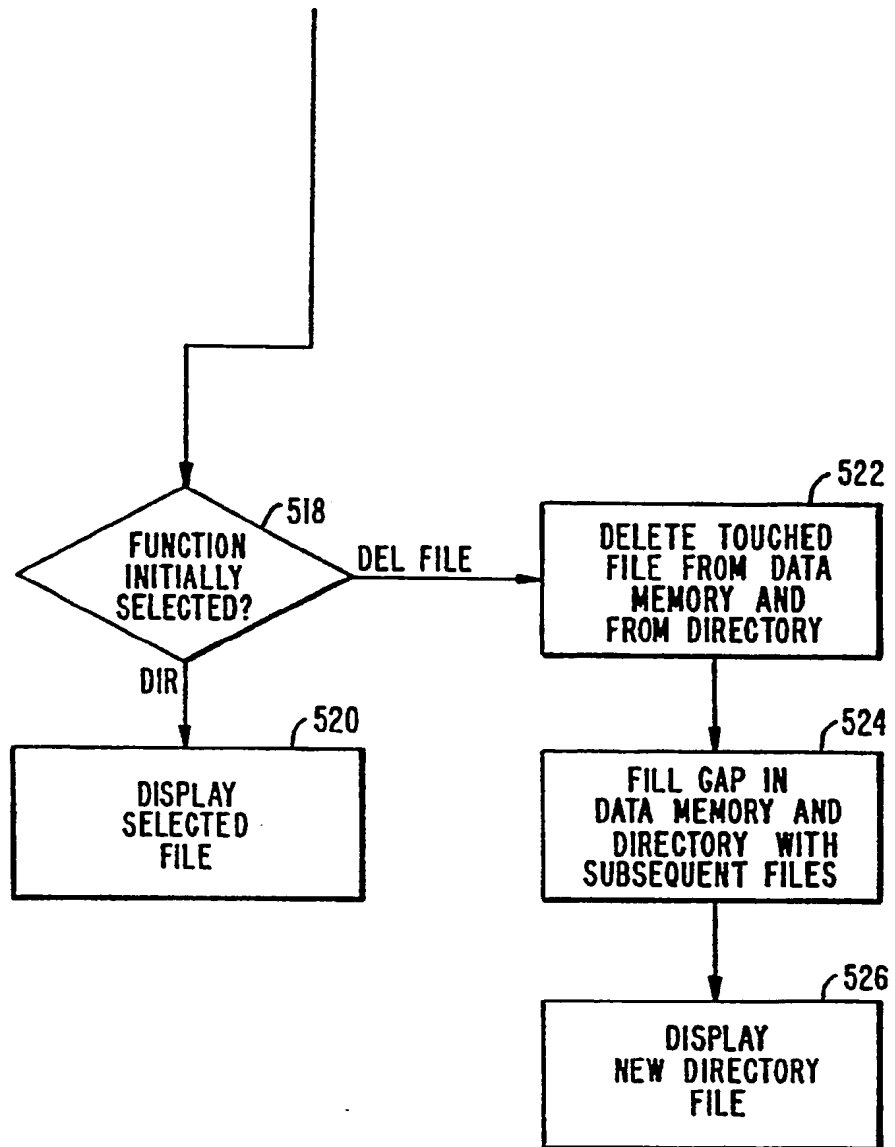 518
FUNCTION
INITIALLY
SELECTED?
DEL FILE
DIR
520
DISPLAY
SELECTED
FILE
522
DELETE TOUCHED
FILE FROM DATA
MEMORY AND
FROM DIRECTORY
524
FILL GAP IN
DATA MEMORY AND
DIRECTORY WITH
SUBSEQUENT FILES
526
DISPLAY
NEW DIRECTORY
FILE